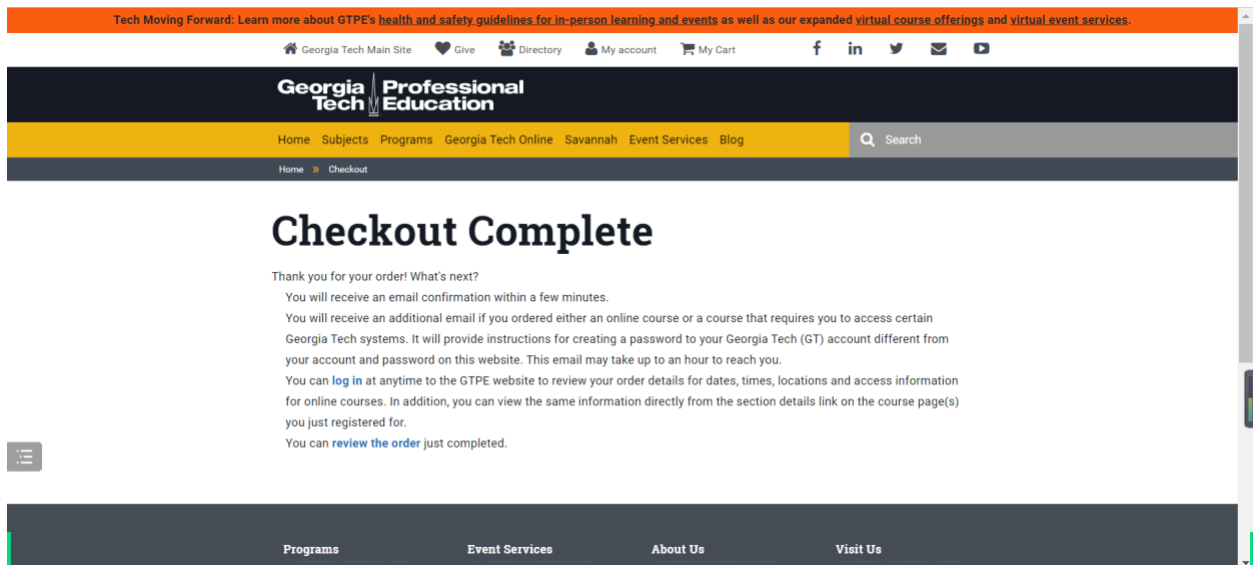 Tech Moving Forward: Learn more about GTPE's health and safety guidelines for in-person learning and events as well as our expanded virtual course offerings and virtual event services.
Georgia Tech Main Site Give Directory My account My Cart
Georgia Tech Professional Education
Home Subjects Programs Georgia Tech Online Savannah Event Services Blog Search
Home » Checkout
Checkout Complete
Thank you for your order! What's next?
You will receive an email confirmation within a few minutes.
You will receive an additional email if you ordered either an online course or a course that requires you to access certain
Georgia Tech systems. It will provide instructions for creating a password to your Georgia Tech (GT) account different from
your account and password on this website. This email may take up to an hour to reach you.
You can log in at anytime to the GTPE website to review your order details for dates, times, locations and access information
for online courses. In addition, you can view the same information directly from the section details link on the course page(s)
you just registered for.
You can review the order just completed.
Programs Event Services About Us Visit Us